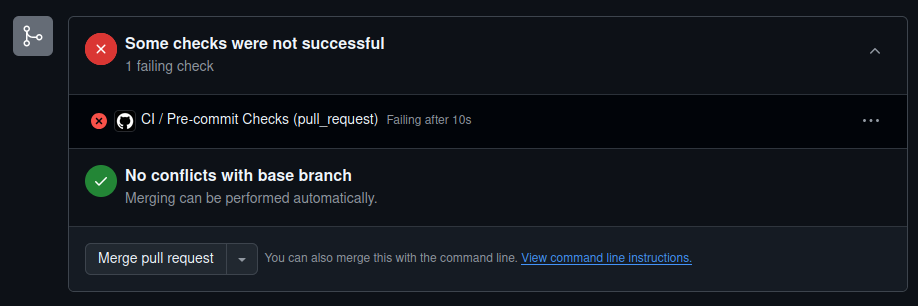 Some checks were not successful
1 failing check
CI / Pre-commit Checks (pull_request) Failing after 10s
No conflicts with base branch
Merging can be performed automatically.
Merge pull request You can also merge this with the command line. View command line instructions.